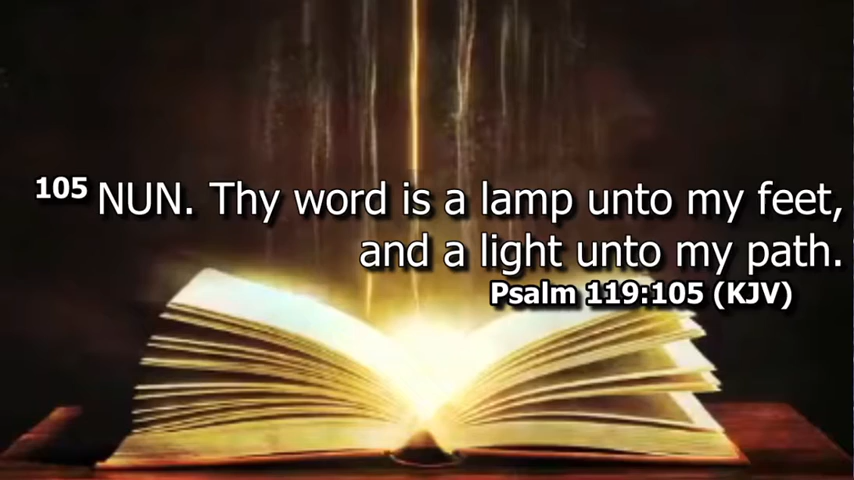 105 NUN. Thy word is a lamp unto my feet,
and a light unto my path.
Psalm 119:105 (KJV)